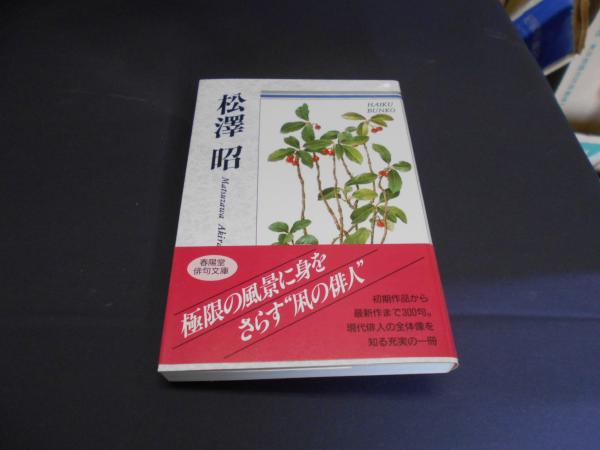 松澤 昭
Matsuzawa Akira
HAIKU
BUNKO
春陽堂
俳句文庫
極限の風景に身を
さらす“凩の俳人”
初期作品から
最新作まで300句。
現代俳人の全体像を
知る充実の一冊